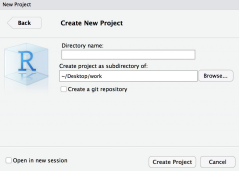 New Project
Back
Create New Project
R
Directory name:
Create project as subdirectory of:
~/Desktop/work
Browse...
Create a git repository
Open in new session
Create Project
Cancel